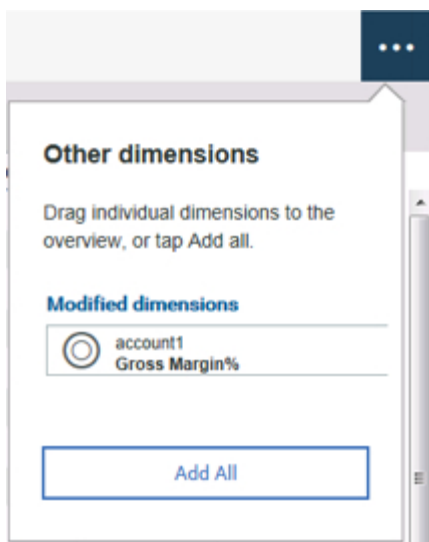 Other dimensions
Drag individual dimensions to the
overview, or tap Add all.
Modified dimensions
account1
Gross Margin%
Add All